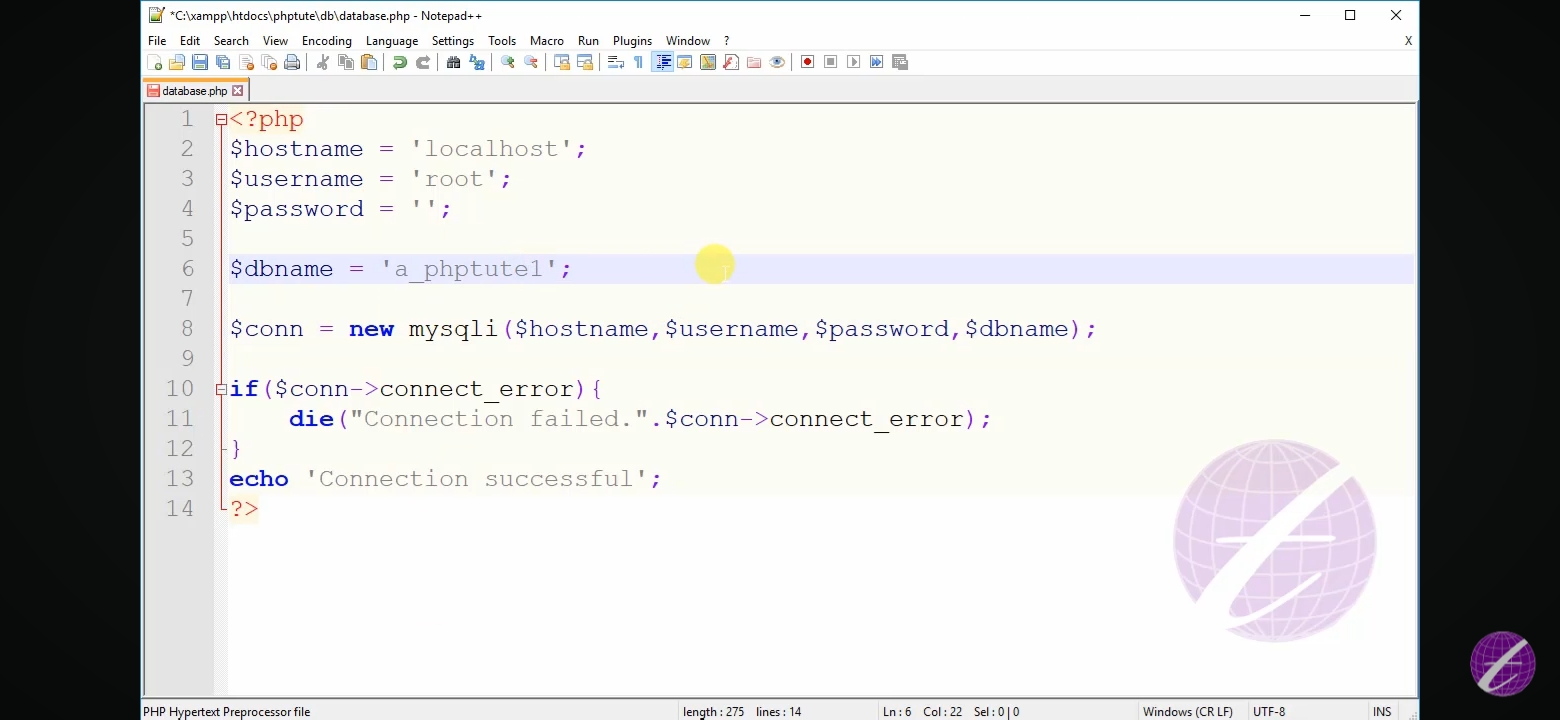 *C:\xampp\htdocs\phptute\db\database.php - Notepad++
File Edit Search View Encoding Language Settings Tools Macro Run Plugins Window ? X
database.php
1 <?php
2 $hostname = 'localhost';
3 $username = 'root';
4 $password = '';
5
6 $dbname = 'a_phptute1';
7
8 $conn = new mysqli($hostname,$username,$password,$dbname);
9
10 if($conn->connect_error){
11 die("Connection failed.".$conn->connect_error);
12 }
13 echo 'Connection successful';
14 ?>
PHP Hypertext Preprocessor file length : 275 lines : 14 Ln : 6 Col : 22 Sel : 0 | 0 Windows (CR LF) UTF-8 INS